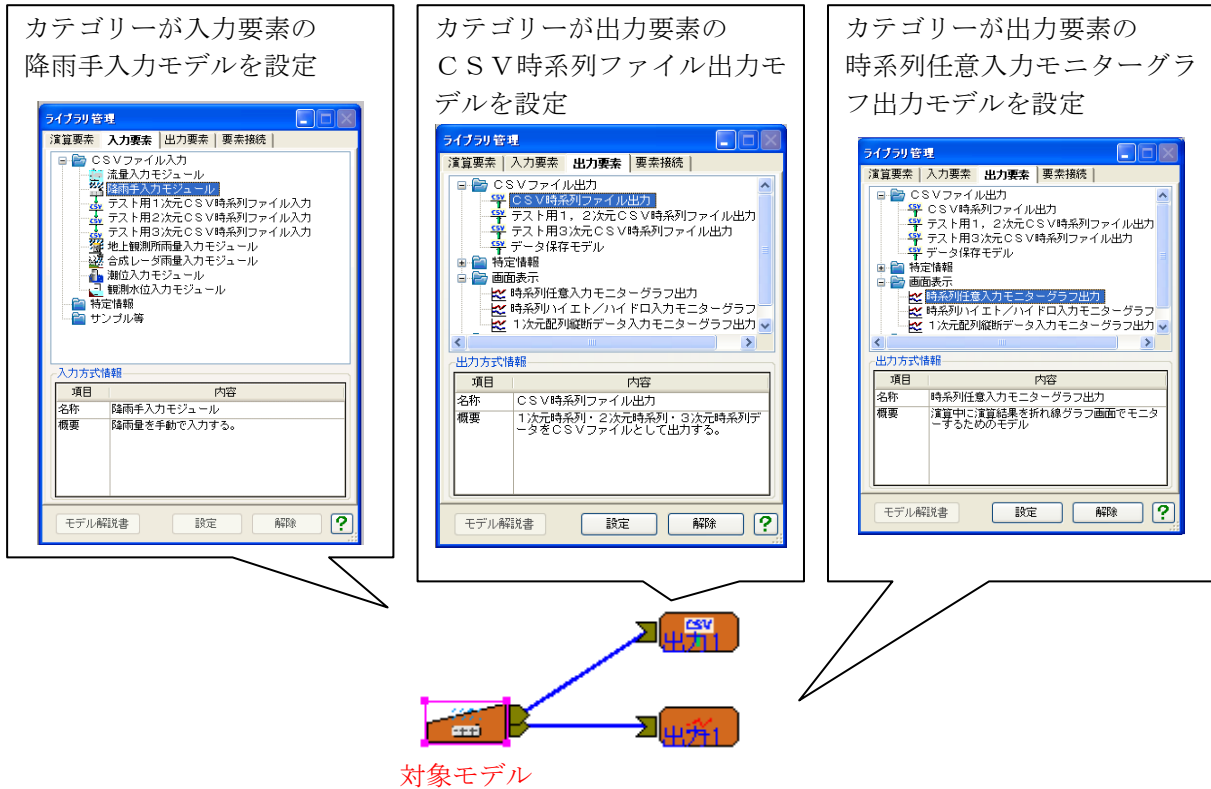 カテゴリーが入力要素の
降雨手入力モデルを設定
ライブラリ管理
演算要素 入力要素 出力要素 要素接続
CSVファイル入力
流量入力モジュール
降雨手入力モジュール
テスト用1次元CSV時系列ファイル入力
テスト用2次元CSV時系列ファイル入力
テスト用3次元CSV時系列ファイル入力
地上観測所雨量入力モジュール
合成レーダ雨量入力モジュール
潮位入力モジュール
観測水位入力モジュール
特定情報
サンプル等
入力方式情報
項目 内容
名称 降雨手入力モジュール
概要 降雨量を手動で入力する。
モデル解説書 設定 解除 ?
カテゴリーが出力要素の
CSV時系列ファイル出力モ
デルを設定
ライブラリ管理
演算要素 入力要素 出力要素 要素接続
CSVファイル出力
CSV時系列ファイル出力
テスト用1,2次元CSV時系列ファイル出力
テスト用3次元CSV時系列ファイル出力
データ保存モデル
特定情報
画面表示
時系列任意入力モニターグラフ出力
時系列ハイエト/ハイドロ入力モニターグラフ
1次元配列縦断データ入力モニターグラフ出力
出力方式情報
項目 内容
名称 CSV時系列ファイル出力
概要 1次元時系列・2次元時系列・3次元時系列デ
ータをCSVファイルとして出力する。
モデル解説書 設定 解除 ?
カテゴリーが出力要素の
時系列任意入力モニターグラ
フ出力モデルを設定
ライブラリ管理
演算要素 入力要素 出力要素 要素接続
CSVファイル出力
CSV時系列ファイル出力
テスト用1,2次元CSV時系列ファイル出力
テスト用3次元CSV時系列ファイル出力
データ保存モデル
特定情報
画面表示
時系列任意入力モニターグラフ出力
時系列ハイエト/ハイドロ入力モニターグラフ
1次元配列縦断データ入力モニターグラフ出力
出力方式情報
項目 内容
名称 時系列任意入力モニターグラフ出力
概要 演算中に演算結果を折れ線グラフ画面でモニタ
ーするためのモデル
モデル解説書 設定 解除 ?
CSV
出力1
出力1
対象モデル